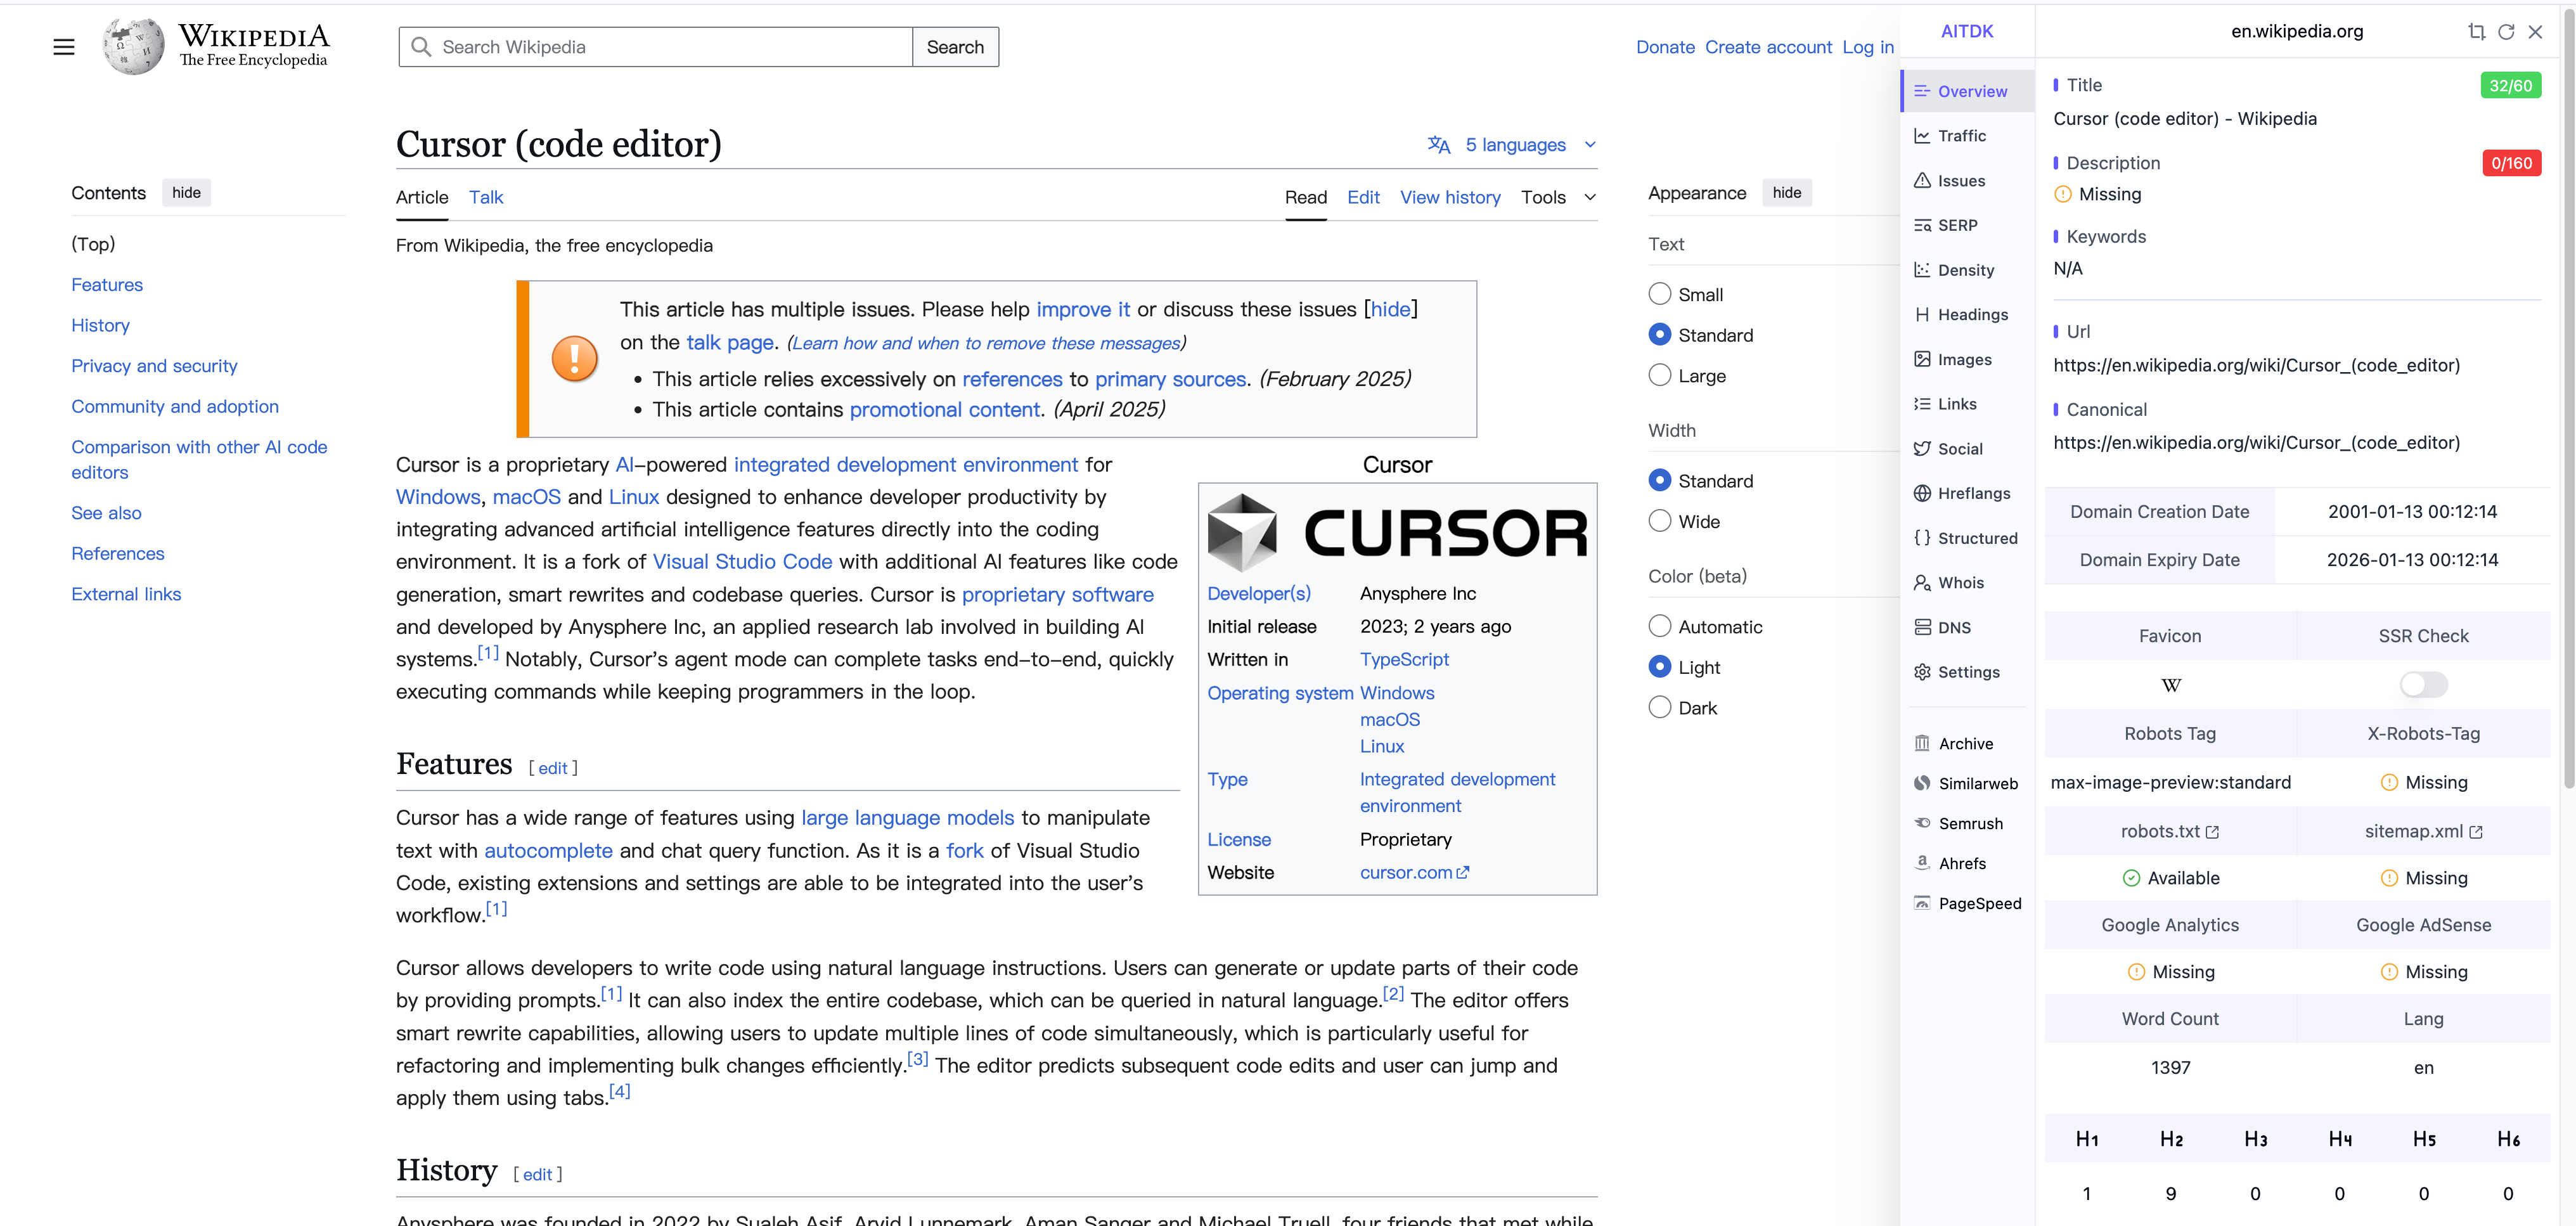 WIKIPEDIA
The Free Encyclopedia
Search Wikipedia
Search
Donate Create account Log in
Contents hide
(Top)
Features
History
Privacy and security
Community and adoption
Comparison with other AI code
editors
See also
References
External links
Cursor (code editor)
5 languages
Article Talk
Read Edit View history Tools
From Wikipedia, the free encyclopedia
This article has multiple issues. Please help improve it or discuss these issues [hide]
on the talk page. (Learn how and when to remove these messages)
• This article relies excessively on references to primary sources. (February 2025)
• This article contains promotional content. (April 2025)
Cursor is a proprietary AI-powered integrated development environment for
Windows, macOS and Linux designed to enhance developer productivity by
integrating advanced artificial intelligence features directly into the coding
environment. It is a fork of Visual Studio Code with additional AI features like code
generation, smart rewrites and codebase queries. Cursor is proprietary software
and developed by Anysphere Inc, an applied research lab involved in building AI
systems.[1] Notably, Cursor's agent mode can complete tasks end-to-end, quickly
executing commands while keeping programmers in the loop.
Cursor
CURSOR
Developer(s) Anysphere Inc
Initial release 2023; 2 years ago
Written in TypeScript
Operating system Windows
macOS
Linux
Type Integrated development
environment
License Proprietary
Website cursor.com
Features [ edit ]
Cursor has a wide range of features using large language models to manipulate
text with autocomplete and chat query function. As it is a fork of Visual Studio
Code, existing extensions and settings are able to be integrated into the user's
workflow.[1]
Cursor allows developers to write code using natural language instructions. Users can generate or update parts of their code
by providing prompts.[1] It can also index the entire codebase, which can be queried in natural language.[2] The editor offers
smart rewrite capabilities, allowing users to update multiple lines of code simultaneously, which is particularly useful for
refactoring and implementing bulk changes efficiently.[3] The editor predicts subsequent code edits and user can jump and
apply them using tabs.[4]
History [ edit ]
Anysphere was founded in 2022 by Sualeh Asif, Arvid Lunnemark, Aman Sanger and Michael Truell, four friends that met while
Appearance hide
Text
Small
Standard
Large
Width
Standard
Wide
Color (beta)
Automatic
Light
Dark
AITDK
Overview
Traffic
Issues
SERP
Density
Headings
Images
Links
Social
Hreflangs
Structured
Whois
DNS
Settings
Archive
Similarweb
Semrush
Ahrefs
PageSpeed
en.wikipedia.org
Title 32/60
Cursor (code editor) - Wikipedia
Description 0/160
Missing
Keywords
N/A
Url
https://en.wikipedia.org/wiki/Cursor_(code_editor)
Canonical
https://en.wikipedia.org/wiki/Cursor_(code_editor)
Domain Creation Date 2001-01-13 00:12:14
Domain Expiry Date 2026-01-13 00:12:14
Favicon SSR Check
W
Robots Tag X-Robots-Tag
max-image-preview:standard Missing
robots.txt sitemap.xml
Available Missing
Google Analytics Google AdSense
Missing Missing
Word Count Lang
1397 en
H1 H2 H3 H4 H5 H6
1 9 0 0 0 0